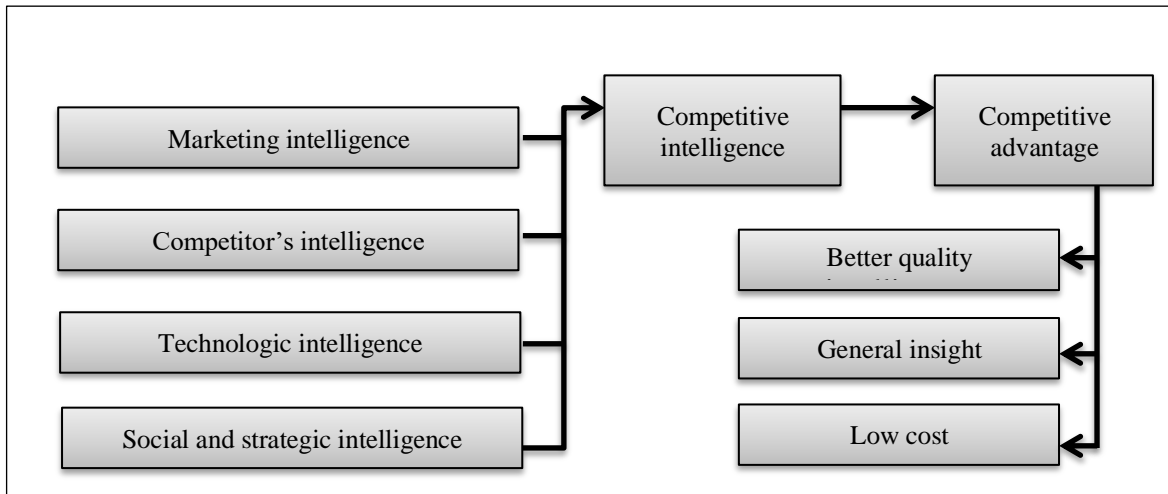 Marketing intelligence
Competitor’s intelligence
Technologic intelligence
Social and strategic intelligence
Competitive
intelligence
Competitive
advantage
Better quality
General insight
Low cost